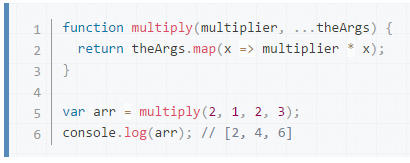 1 function multiply(multiplier, ...theArgs) {
2   return theArgs.map(x => multiplier * x);
3 }
4
5 var arr = multiply(2, 1, 2, 3);
6 console.log(arr); // [2, 4, 6]